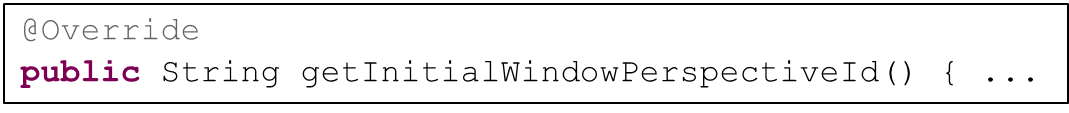 @Override
public String getInitialWindowPerspectiveId() { ...